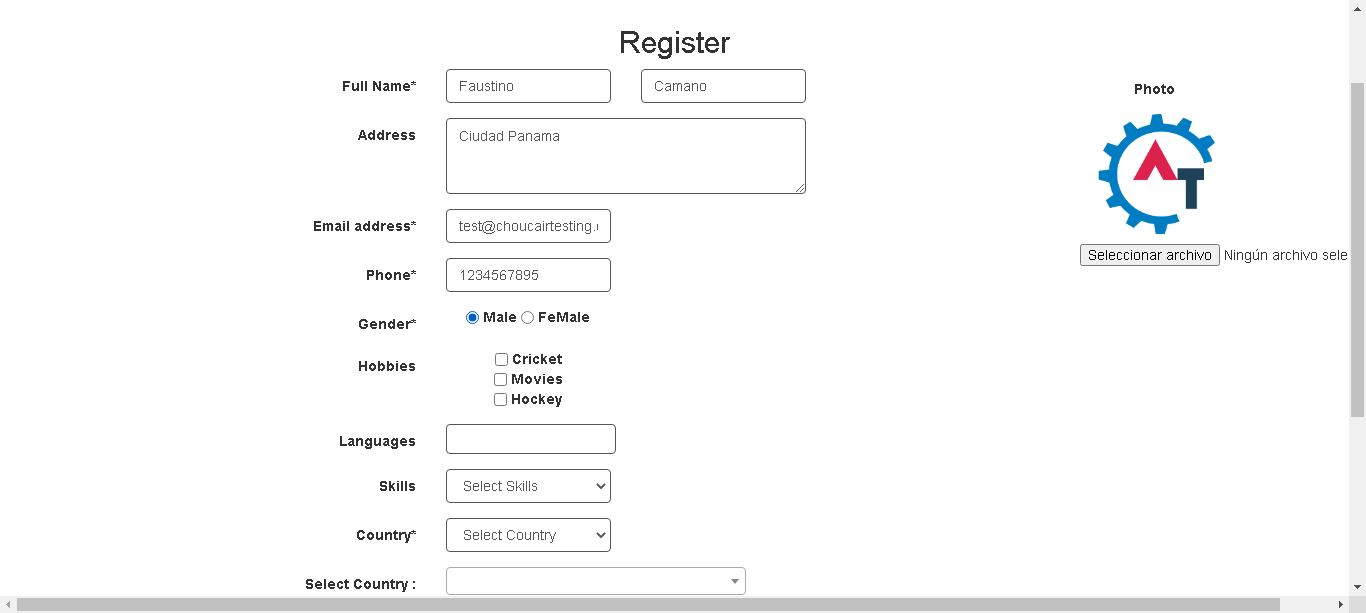 Register
Full Name* Faustino Camano
Photo
Address Ciudad Panama
AT
Email address* test@choucairtesting.
Seleccionar archivo Ningún archivo sele
Phone* 1234567895
Gender* Male FeMale
Hobbies Cricket
Movies
Hockey
Languages
Skills Select Skills
Country* Select Country
Select Country :